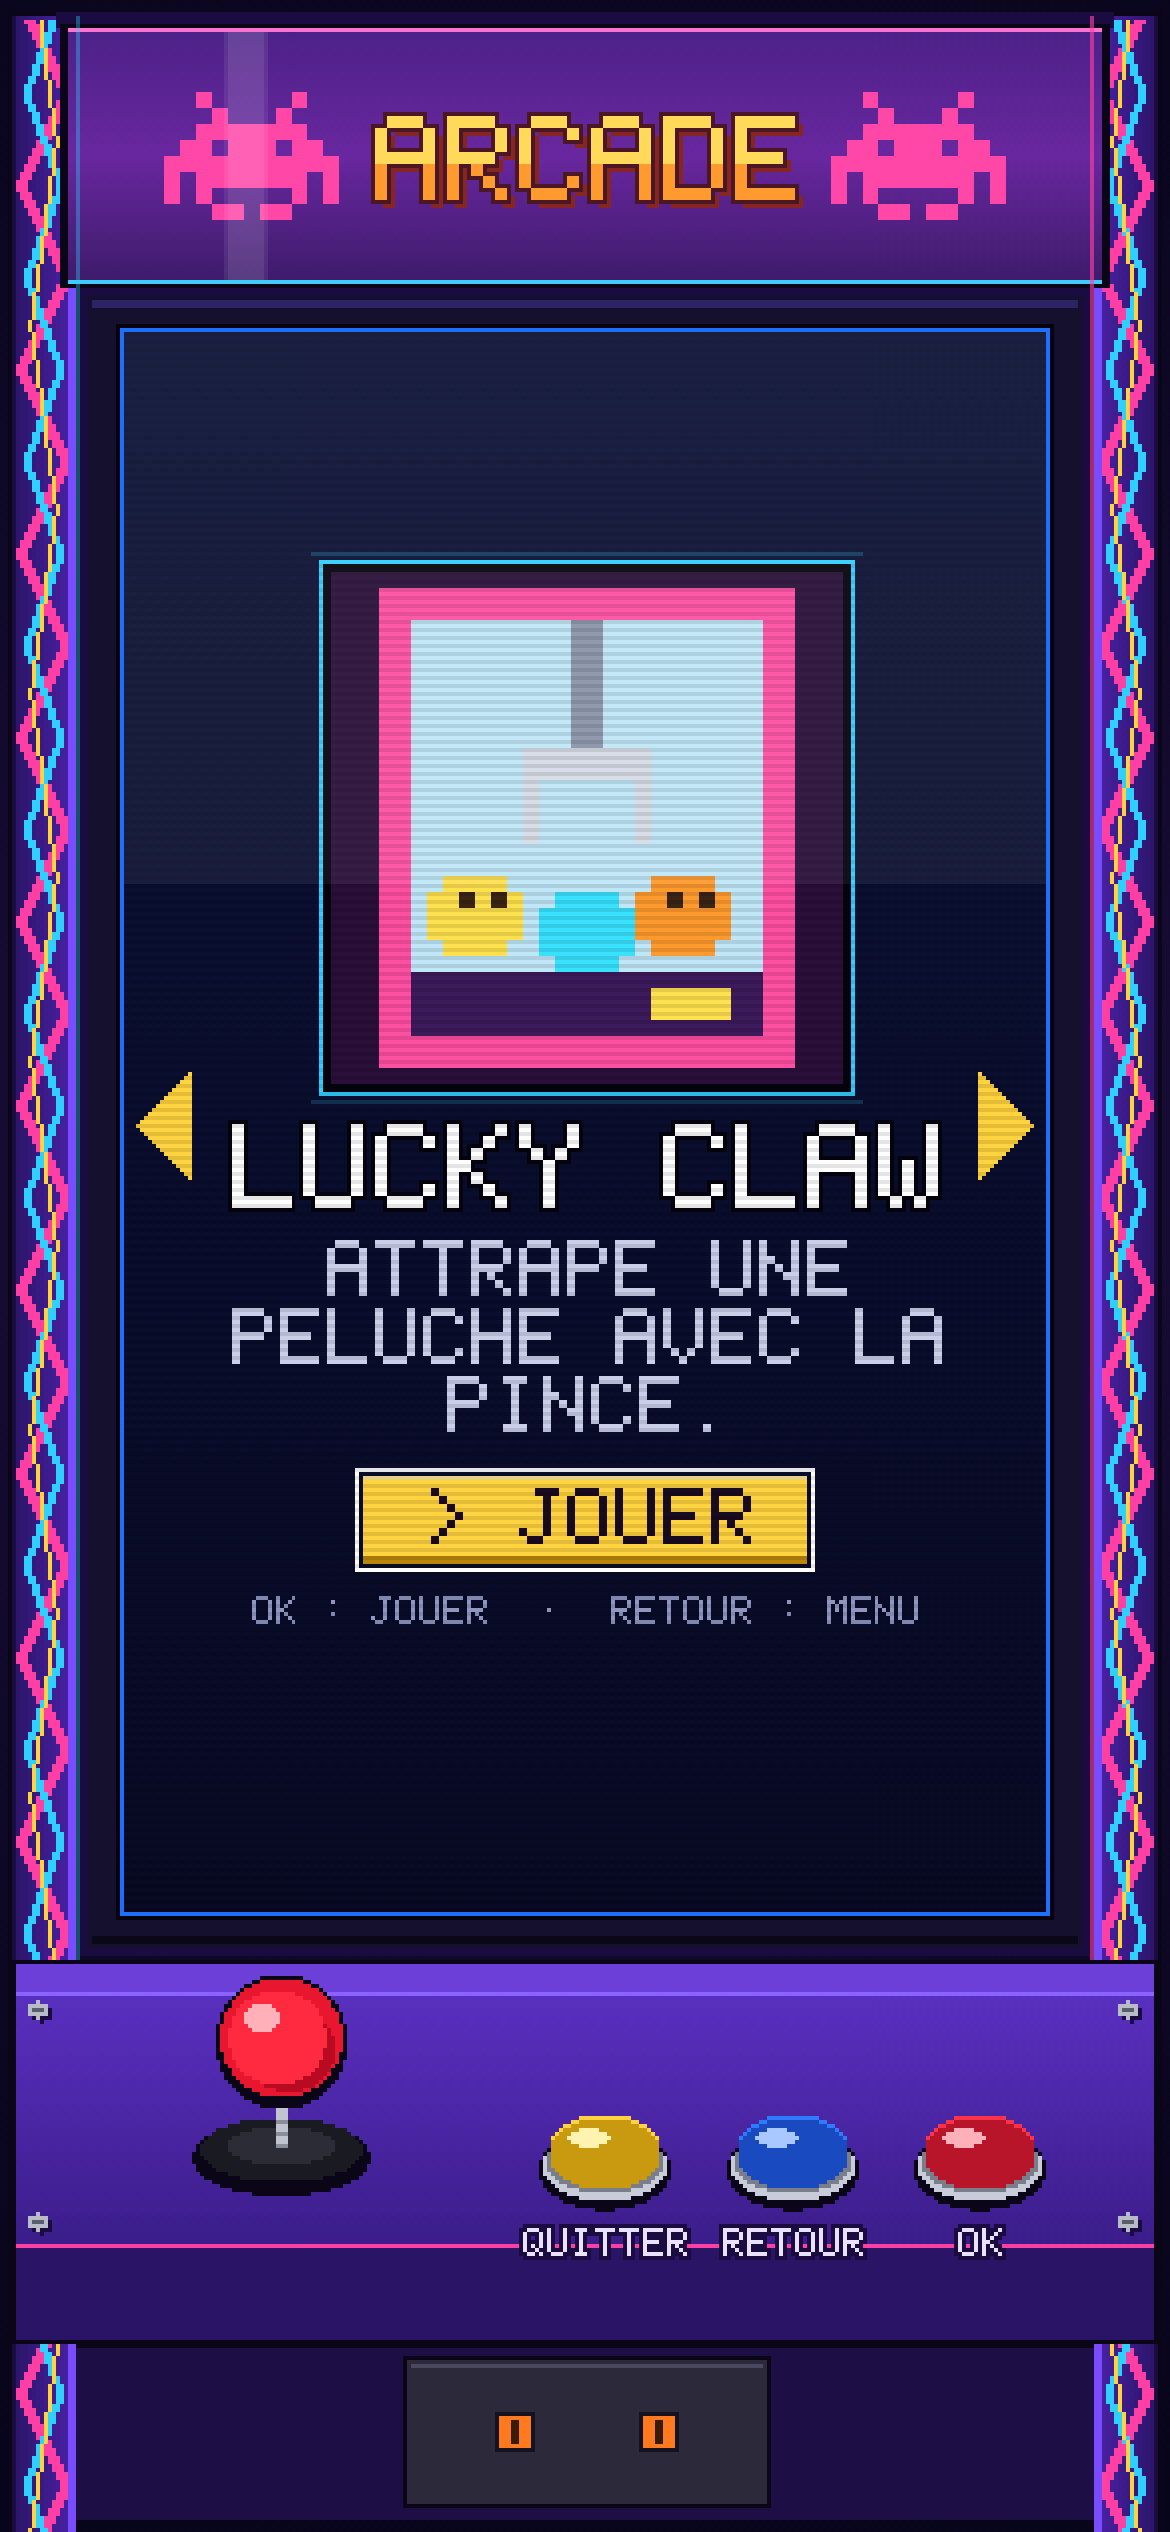 ARCADE
LUCKY CLAW
ATTRAPE UNE
PELUCHE AVEC LA
PINCE.
> JOUER
OK : JOUER · RETOUR : MENU
QUITTER RETOUR OK